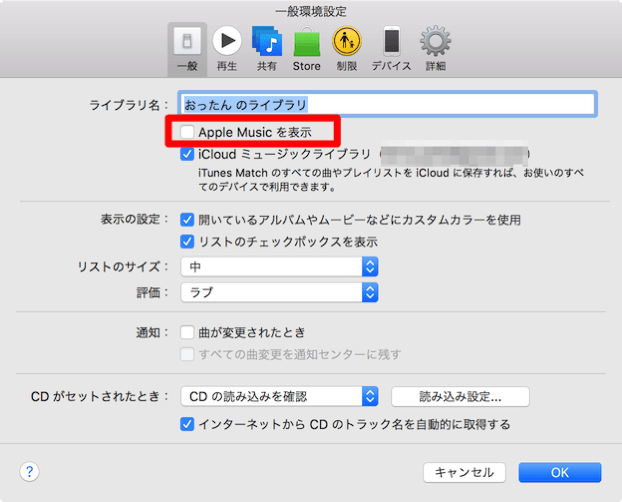 一般環境設定
一般 再生 共有 Store 制限 デバイス 詳細
ライブラリ名： おったん のライブラリ
Apple Music を表示
iCloud ミュージックライブラリ（ ）
iTunes Match のすべての曲やプレイリストを iCloud に保存すれば、お使いのすべ
てのデバイスで利用できます。
表示の設定： 開いているアルバムやムービーなどにカスタムカラーを使用
リストのチェックボックスを表示
リストのサイズ： 中
評価： ラブ
通知： 曲が変更されたとき
すべての曲変更を通知センターに残す
CD がセットされたとき： CD の読み込みを確認 読み込み設定...
インターネットから CD のトラック名を自動的に取得する
? キャンセル OK